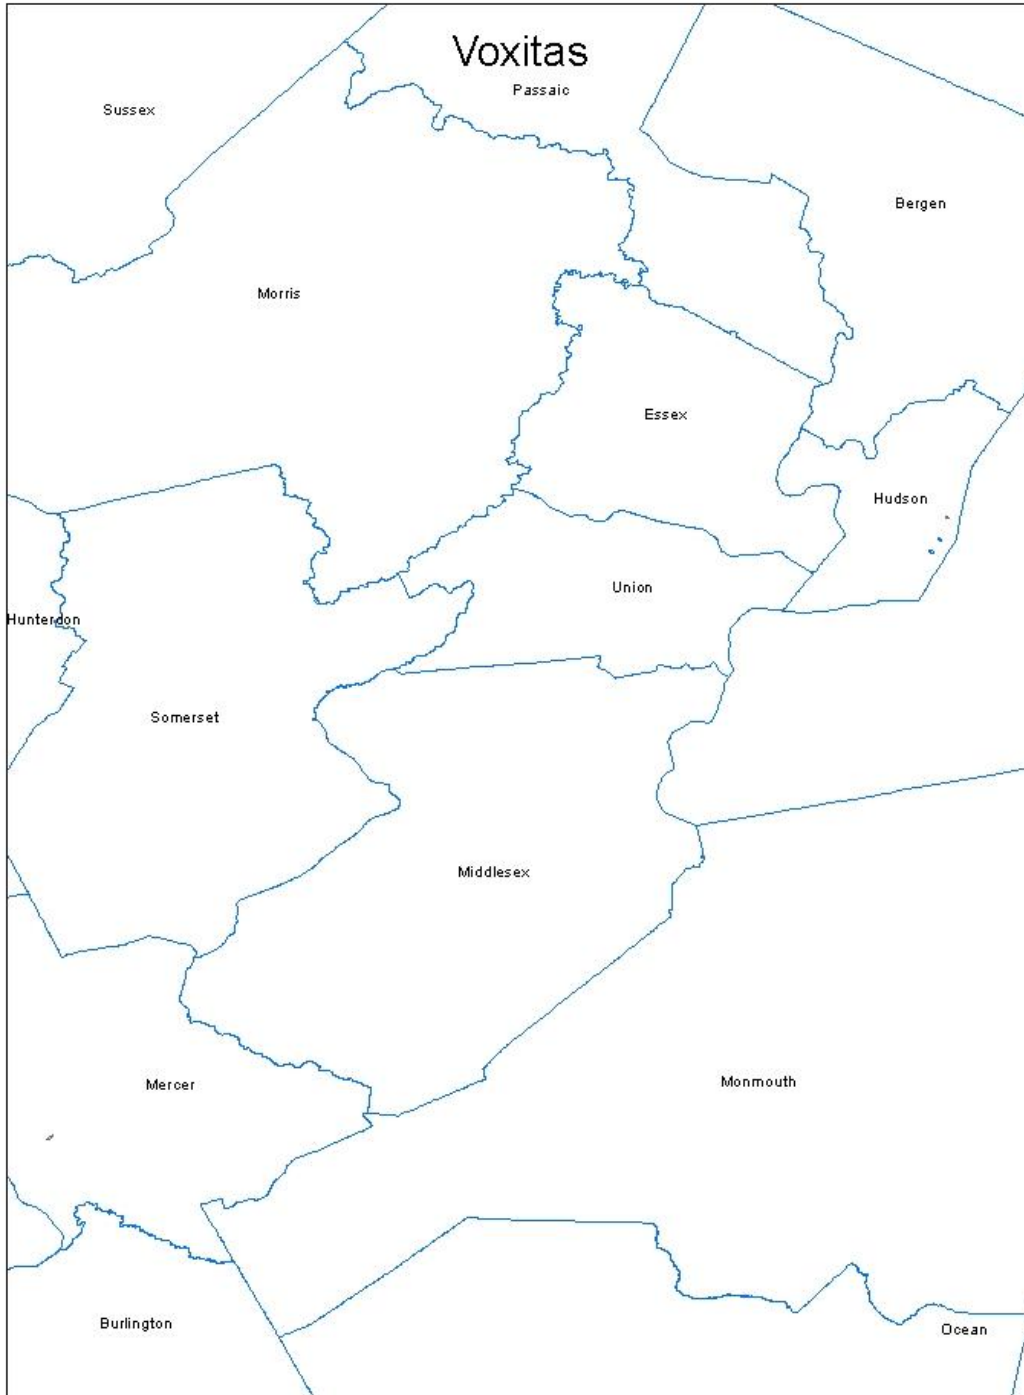 Voxitas
Passaic
Sussex
Bergen
Morris
Essex
Hudson
Union
Hunterdon
Somerset
Middlesex
Monmouth
Mercer
Burlington
Ocean